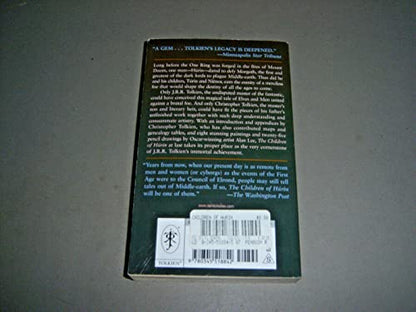 "A GEM . . . TOLKIEN'S LEGACY IS DEEPENED."
—Minneapolis Star Tribune
Long before the One Ring was forged in the fires of Mount
Doom, one man—Húrin—dared to defy Morgoth, the first and
greatest of the dark lords to plague Middle-earth. Thus did he
and his children, Túrin and Niënor, earn the enmity of a merciless
foe that would shape the destiny of all the ages to come.
Only J.R.R. Tolkien, the undisputed master of the fantastic,
could have conceived this magical tale of Elves and Men united
against a brutal foe. And only Christopher Tolkien, the master's
son and literary heir, could have fit the pieces of his father's
unfinished work together with such deep understanding and
consummate artistry. With an introduction and appendices by
Christopher Tolkien, who has also contributed maps and
genealogy tables, and eight stunning paintings and twenty-five
pencil drawings by Oscar-winning artist Alan Lee, The Children
of Húrin at last takes its proper place as the very cornerstone
of J.R.R. Tolkien's immortal achievement.
"Years from now, when our present day is as remote from
men and women (or cyborgs) as the events of the First
Age were to the Council of Elrond, people may still tell
tales out of Middle-earth. If so, The Children of Húrin
will be one of them."
—The Washington Post
CHILDREN OF HURIN
TOLKIEN
9780345518842